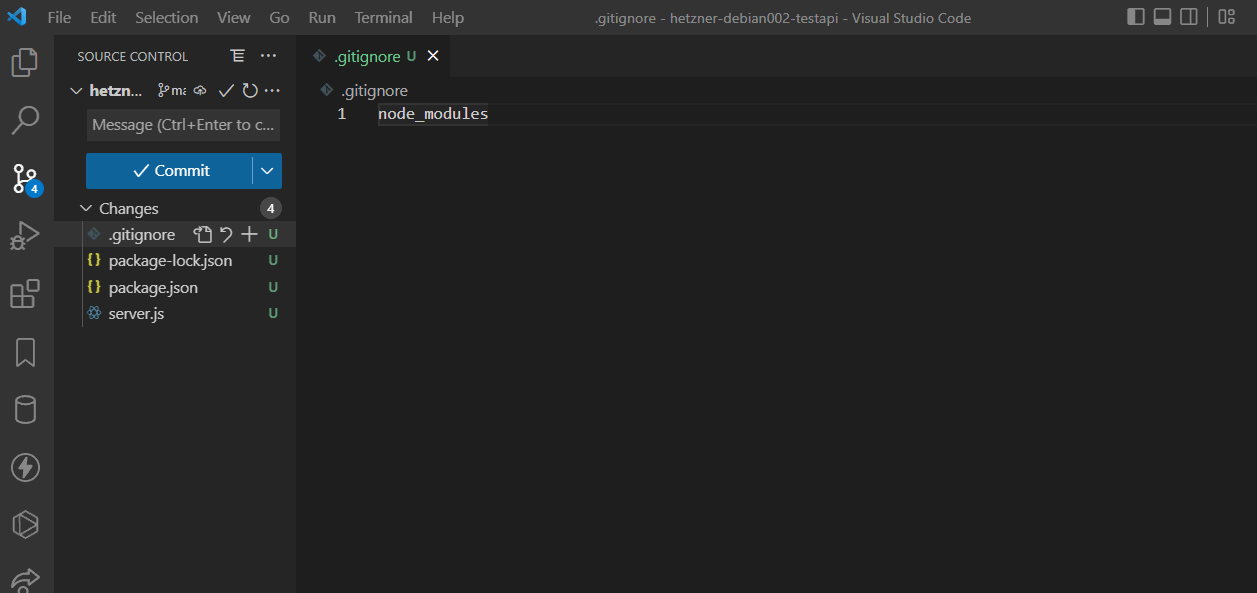 File Edit Selection View Go Run Terminal Help
.gitignore - hetzner-debian002-testapi - Visual Studio Code
SOURCE CONTROL
hetzn... ma
Message (Ctrl+Enter to c...
Commit
Changes 4
.gitignore U
package-lock.json U
package.json U
server.js U
4
.gitignore U
.gitignore
1 node_modules